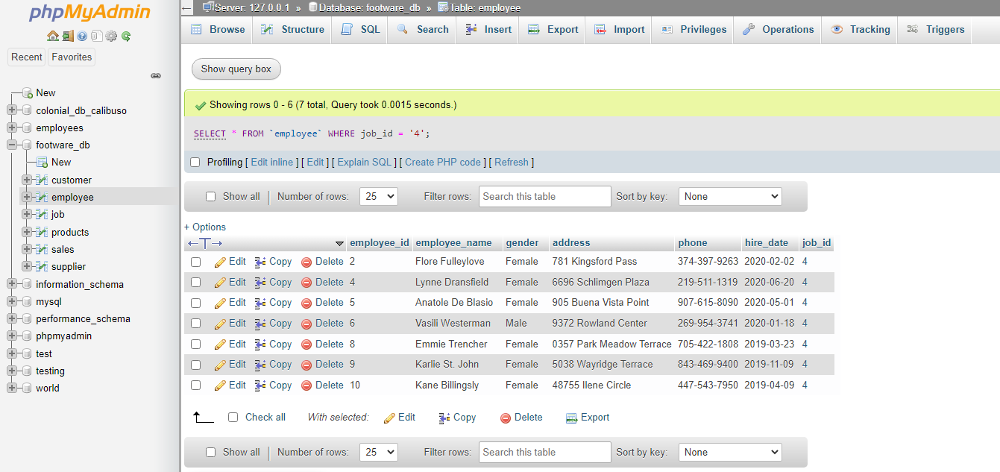 phpMyAdmin
Recent Favorites
New
colonial_db_calibuso
employees
footware_db
New
customer
employee
job
products
sales
supplier
information_schema
mysql
performance_schema
phpmyadmin
test
testing
world
Server: 127.0.0.1 » Database: footware_db » Table: employee
Browse Structure SQL Search Insert Export Import Privileges Operations Tracking Triggers
Show query box
Showing rows 0 - 6 (7 total, Query took 0.0015 seconds.)
SELECT * FROM `employee` WHERE job_id = '4';
Profiling [ Edit inline ] [ Edit ] [ Explain SQL ] [ Create PHP code ] [ Refresh ]
Show all | Number of rows: 25 Filter rows: Search this table Sort by key: None
+ Options
employee_id employee_name gender address phone hire_date job_id
Edit Copy Delete 2 Flore Fulleylove Female 781 Kingsford Pass 374-397-9263 2020-02-02 4
Edit Copy Delete 4 Lynne Dransfield Female 6696 Schlimgen Plaza 219-511-1319 2020-06-20 4
Edit Copy Delete 5 Anatole De Blasio Female 905 Buena Vista Point 907-615-8090 2020-05-01 4
Edit Copy Delete 6 Vasili Westerman Male 9372 Rowland Center 269-954-3741 2020-01-18 4
Edit Copy Delete 8 Emmie Trencher Female 0357 Park Meadow Terrace 705-422-1808 2019-03-23 4
Edit Copy Delete 9 Karlie St. John Female 5038 Wayridge Terrace 843-469-9400 2019-11-09 4
Edit Copy Delete 10 Kane Billingsly Female 48755 Ilene Circle 447-543-7950 2019-04-09 4
Check all With selected: Edit Copy Delete Export
Show all | Number of rows: 25 Filter rows: Search this table Sort by key: None